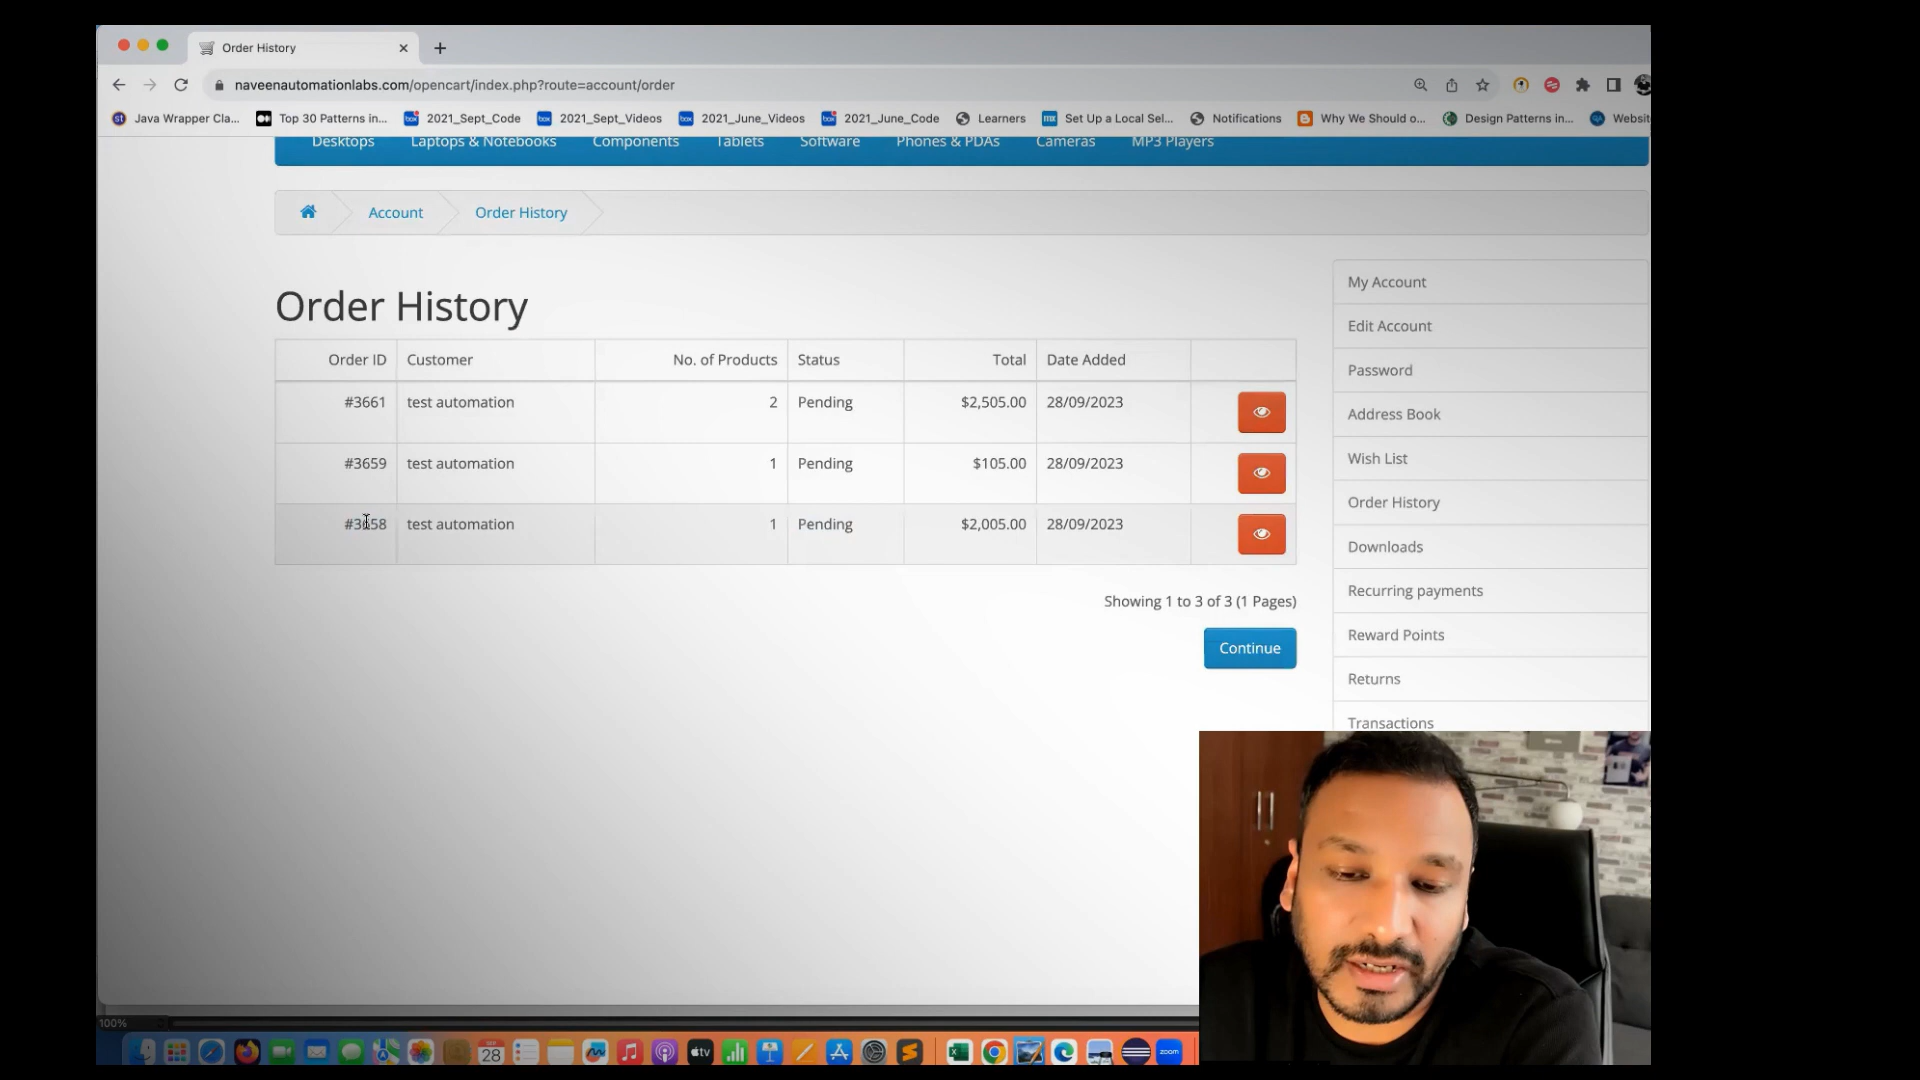 Order History
naveenautomationlabs.com/opencart/index.php?route=account/order
Java Wrapper Cla... Top 30 Patterns in... 2021_Sept_Code 2021_Sept_Videos 2021_June_Videos 2021_June_Code Learners Set Up a Local Sel... Notifications Why We Should o... Design Patterns in... Websit
Desktops Laptops & Notebooks Components Tablets Software Phones & PDAs Cameras MP3 Players
Account Order History
Order History
Order ID Customer No. of Products Status Total Date Added
#3661 test automation 2 Pending $2,505.00 28/09/2023
#3659 test automation 1 Pending $105.00 28/09/2023
#3658 test automation 1 Pending $2,005.00 28/09/2023
Showing 1 to 3 of 3 (1 Pages)
Continue
My Account
Edit Account
Password
Address Book
Wish List
Order History
Downloads
Recurring payments
Reward Points
Returns
Transactions
100%
SEP
28
tv
zoom